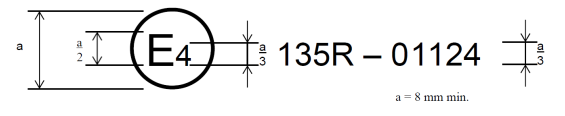 a a/2 E4 a/3 135R – 01124 a/3
a = 8 mm min.